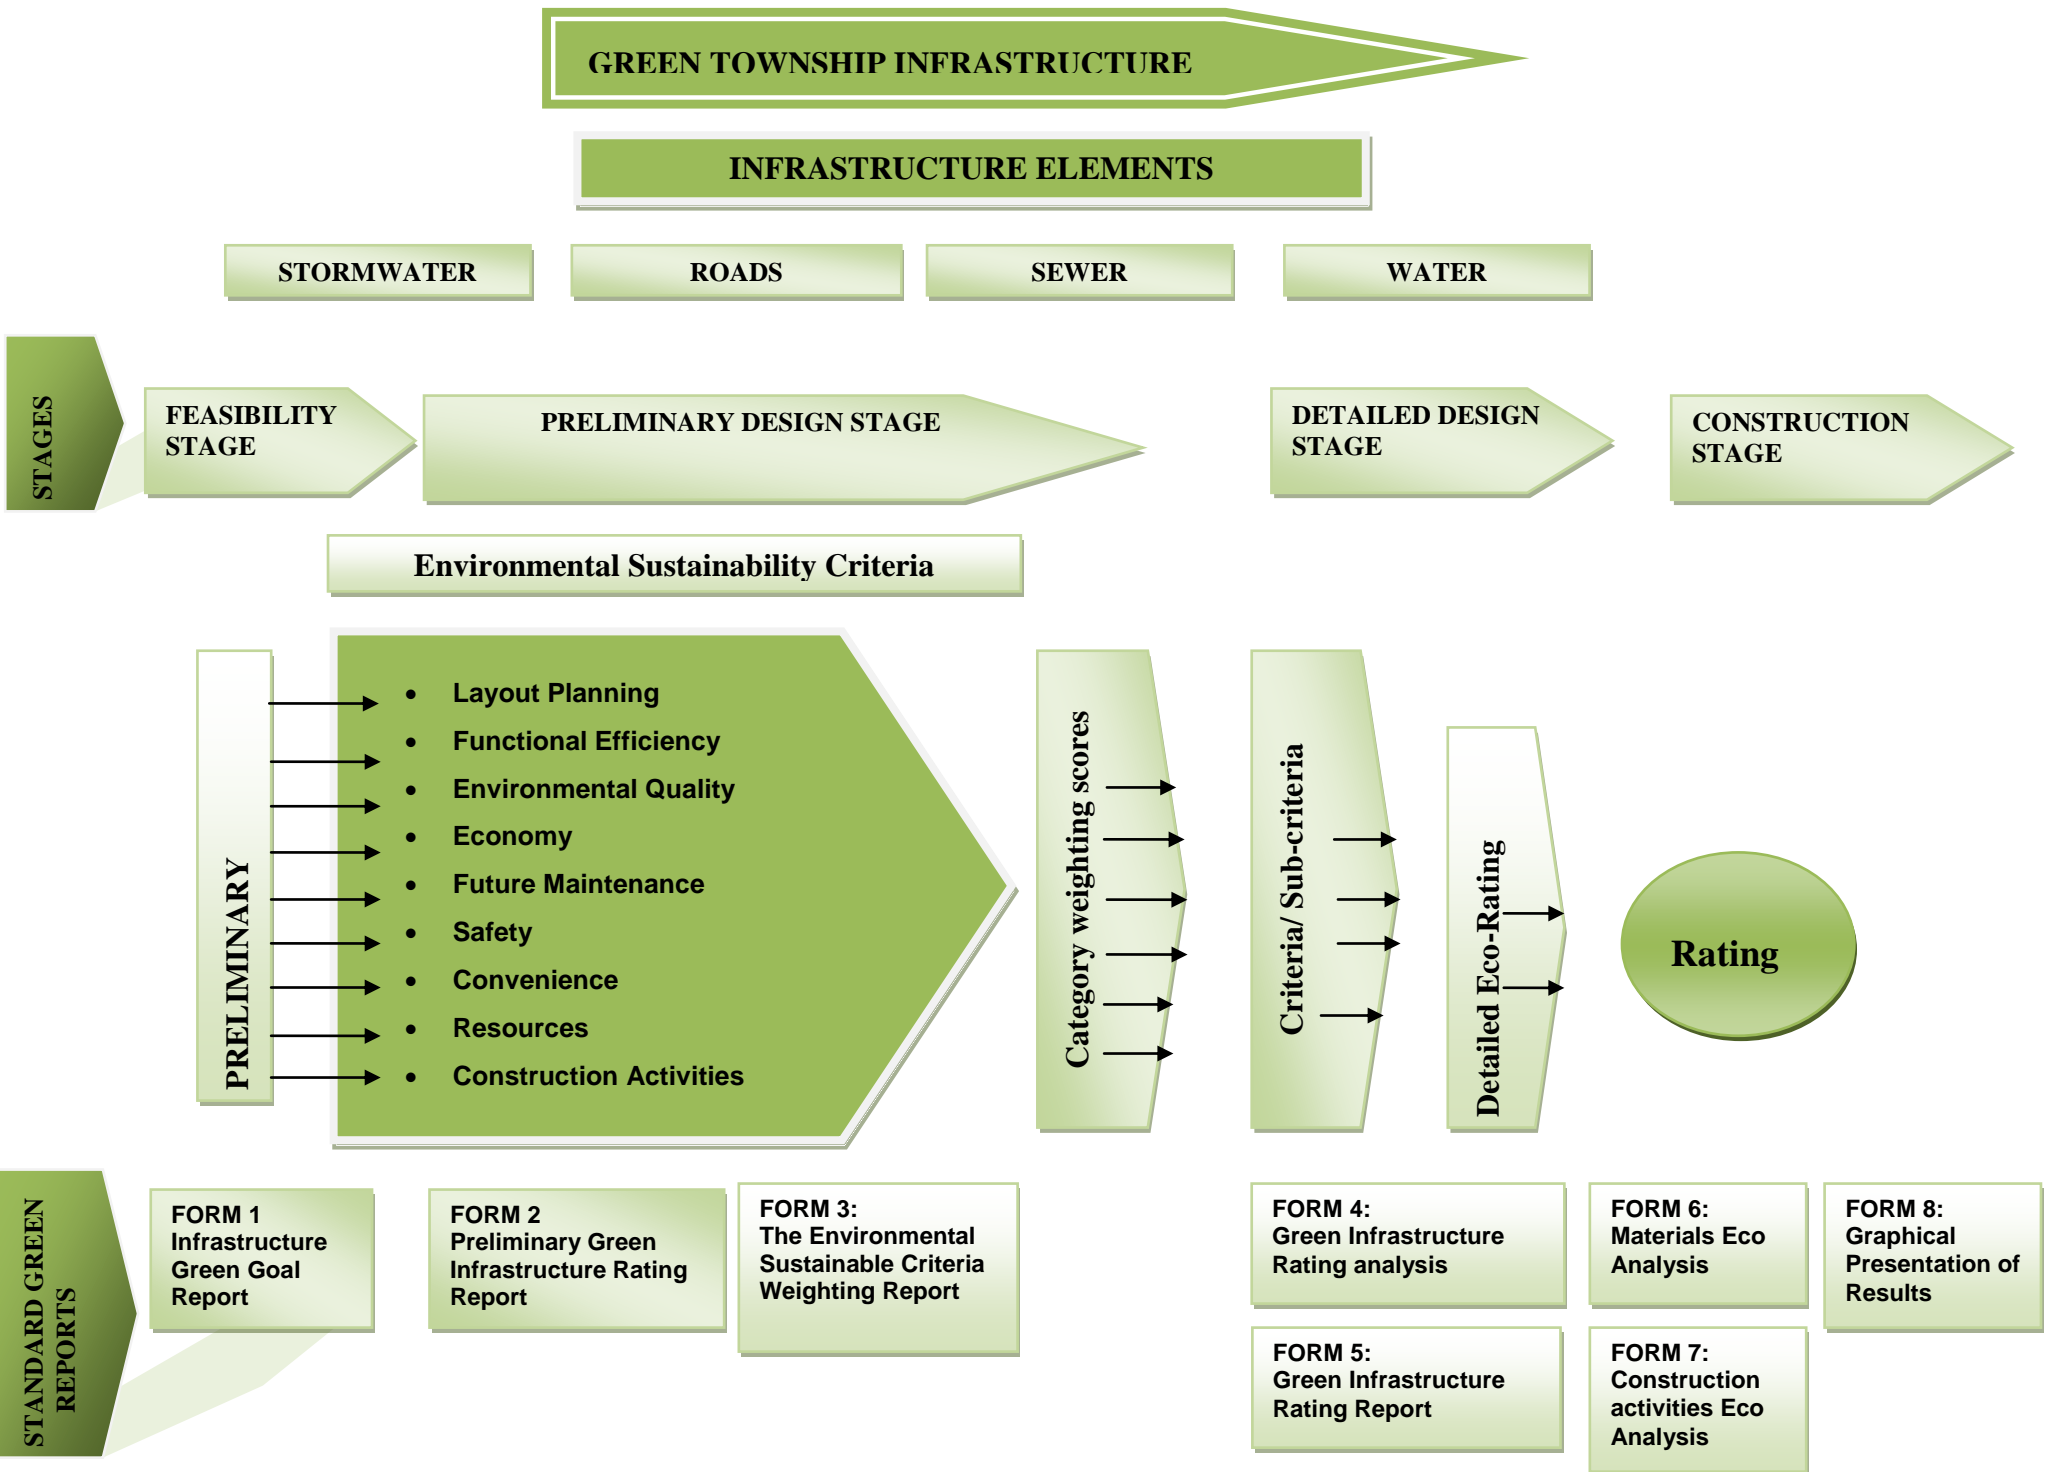 GREEN TOWNSHIP INFRASTRUCTURE
INFRASTRUCTURE ELEMENTS
STORMWATER
ROADS
SEWER
WATER
STAGES
FEASIBILITY
STAGE
PRELIMINARY DESIGN STAGE
DETAILED DESIGN
STAGE
CONSTRUCTION
STAGE
Environmental Sustainability Criteria
PRELIMINARY
• Layout Planning
• Functional Efficiency
• Environmental Quality
• Economy
• Future Maintenance
• Safety
• Convenience
• Resources
• Construction Activities
Category weighting scores
Criteria/ Sub-criteria
Detailed Eco-Rating
Rating
STANDARD GREEN
REPORTS
FORM 1
Infrastructure
Green Goal
Report
FORM 2
Preliminary Green
Infrastructure Rating
Report
FORM 3:
The Environmental
Sustainable Criteria
Weighting Report
FORM 4:
Green Infrastructure
Rating analysis
FORM 5:
Green Infrastructure
Rating Report
FORM 6:
Materials Eco
Analysis
FORM 7:
Construction
activities Eco
Analysis
FORM 8:
Graphical
Presentation of
Results